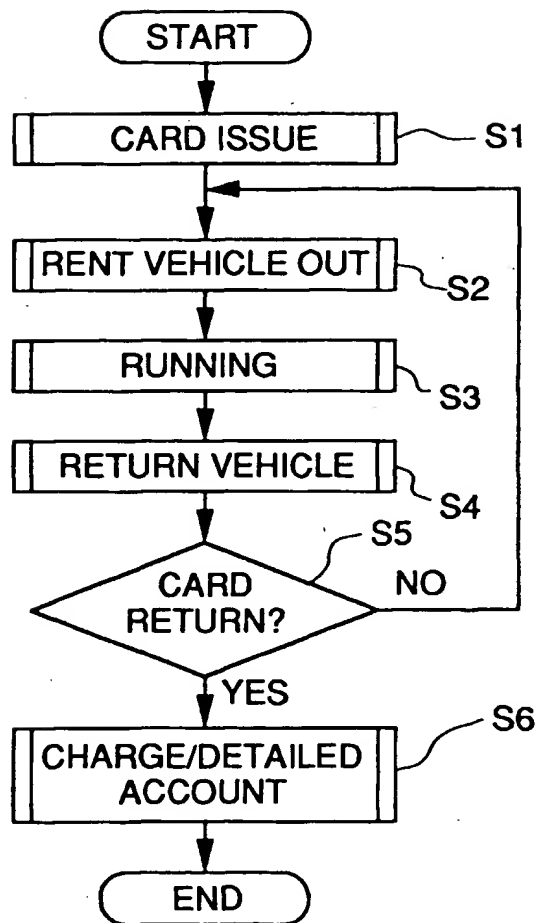 START
CARD ISSUE
S1
RENT VEHICLE OUT
S2
RUNNING
S3
RETURN VEHICLE
S4
S5
CARD
RETURN?
NO
YES
S6
CHARGE/DETAILED
ACCOUNT
END